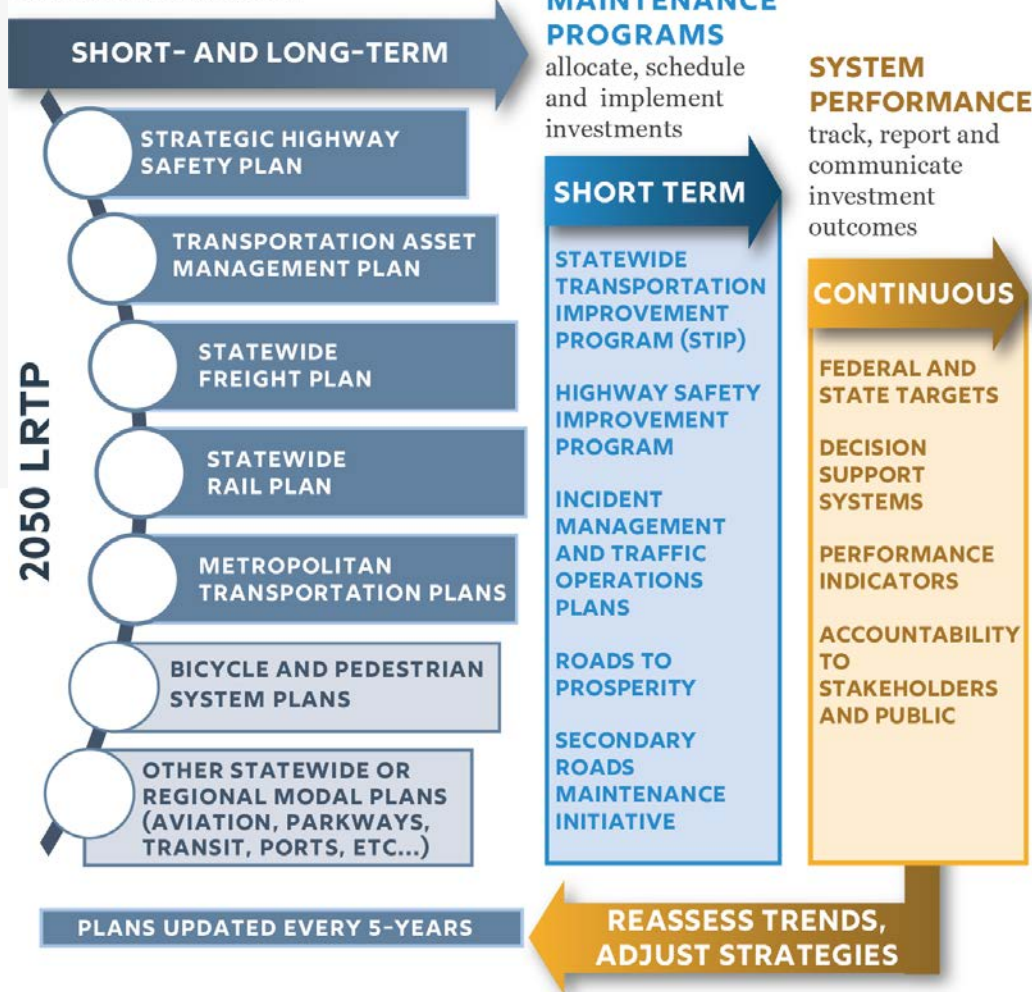 SHORT- AND LONG-TERM
2050 LRTP
STRATEGIC HIGHWAY
SAFETY PLAN
TRANSPORTATION ASSET
MANAGEMENT PLAN
STATEWIDE
FREIGHT PLAN
STATEWIDE
RAIL PLAN
METROPOLITAN
TRANSPORTATION PLANS
BICYCLE AND PEDESTRIAN
SYSTEM PLANS
OTHER STATEWIDE OR
REGIONAL MODAL PLANS
(AVIATION, PARKWAYS,
TRANSIT, PORTS, ETC...)
PLANS UPDATED EVERY 5-YEARS
MAINTENANCE
PROGRAMS
allocate, schedule
and implement
investments
SHORT TERM
STATEWIDE
TRANSPORTATION
IMPROVEMENT
PROGRAM (STIP)
HIGHWAY SAFETY
IMPROVEMENT
PROGRAM
INCIDENT
MANAGEMENT
AND TRAFFIC
OPERATIONS
PLANS
ROADS TO
PROSPERITY
SECONDARY
ROADS
MAINTENANCE
INITIATIVE
SYSTEM
PERFORMANCE
track, report and
communicate
investment
outcomes
CONTINUOUS
FEDERAL AND
STATE TARGETS
DECISION
SUPPORT
SYSTEMS
PERFORMANCE
INDICATORS
ACCOUNTABILITY
TO
STAKEHOLDERS
AND PUBLIC
REASSESS TRENDS,
ADJUST STRATEGIES